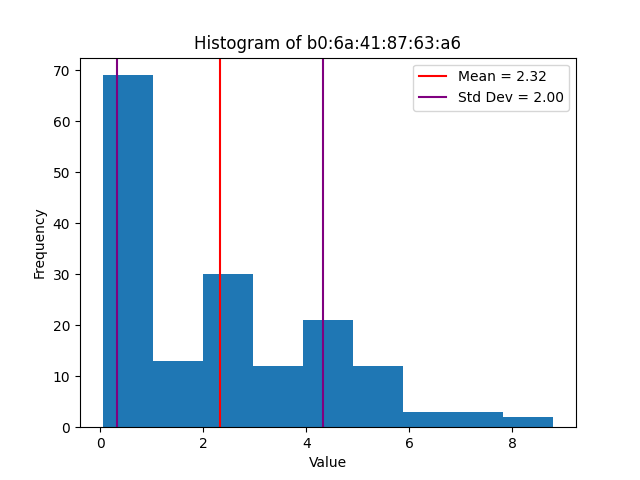 Histogram of b0:6a:41:87:63:a6
Mean = 2.32
Std Dev = 2.00
70
60
50
40
30
20
10
0
Frequency
0 2 4 6 8
Value